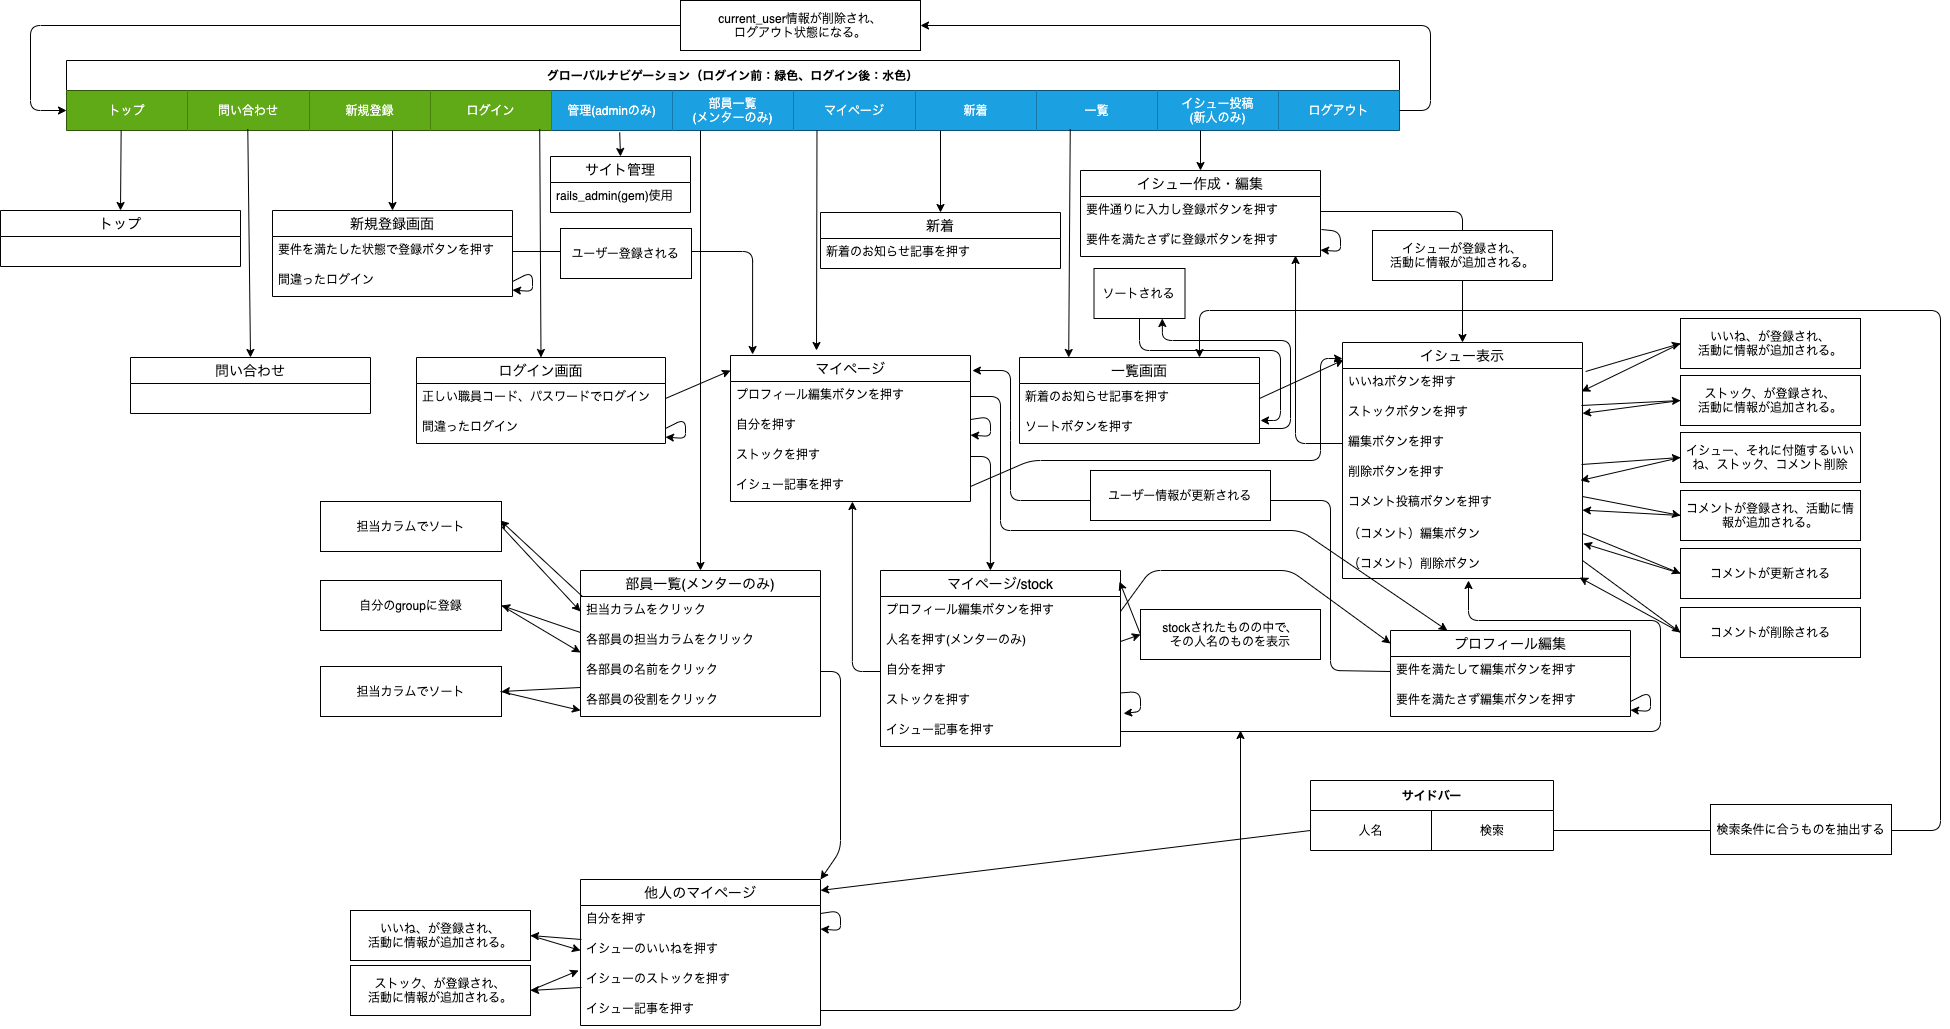 current_user情報が削除され、
ログアウト状態になる。
グローバルナビゲーション（ログイン前：緑色、ログイン後：水色）
トップ
問い合わせ
新規登録
ログイン
管理(adminのみ)
部員一覧
(メンターのみ)
マイページ
新着
一覧
イシュー投稿
(新人のみ)
ログアウト
サイト管理
rails_admin(gem)使用
イシュー作成・編集
要件通りに入力し登録ボタンを押す
要件を満たさずに登録ボタンを押す
トップ
新規登録画面
要件を満たした状態で登録ボタンを押す
間違ったログイン
ユーザー登録される
新着
新着のお知らせ記事を押す
イシューが登録され、
活動に情報が追加される。
ソートされる
問い合わせ
ログイン画面
正しい職員コード、パスワードでログイン
間違ったログイン
マイページ
プロフィール編集ボタンを押す
自分を押す
ストックを押す
イシュー記事を押す
一覧画面
新着のお知らせ記事を押す
ソートボタンを押す
イシュー表示
いいねボタンを押す
ストックボタンを押す
編集ボタンを押す
削除ボタンを押す
コメント投稿ボタンを押す
（コメント）編集ボタン
（コメント）削除ボタン
いいね、が登録され、
活動に情報が追加される。
ストック、が登録され、
活動に情報が追加される。
イシュー、それに付随するいい
ね、ストック、コメント削除
コメントが登録され、活動に情
報が追加される。
コメントが更新される
コメントが削除される
ユーザー情報が更新される
担当カラムでソート
自分のgroupに登録
担当カラムでソート
部員一覧(メンターのみ)
担当カラムをクリック
各部員の担当カラムをクリック
各部員の名前をクリック
各部員の役割をクリック
マイページ/stock
プロフィール編集ボタンを押す
人名を押す(メンターのみ)
自分を押す
ストックを押す
イシュー記事を押す
stockされたものの中で、
その人名のものを表示
プロフィール編集
要件を満たして編集ボタンを押す
要件を満たさず編集ボタンを押す
サイドバー
人名
検索
検索条件に合うものを抽出する
他人のマイページ
自分を押す
イシューのいいねを押す
イシューのストックを押す
イシュー記事を押す
いいね、が登録され、
活動に情報が追加される。
ストック、が登録され、
活動に情報が追加される。